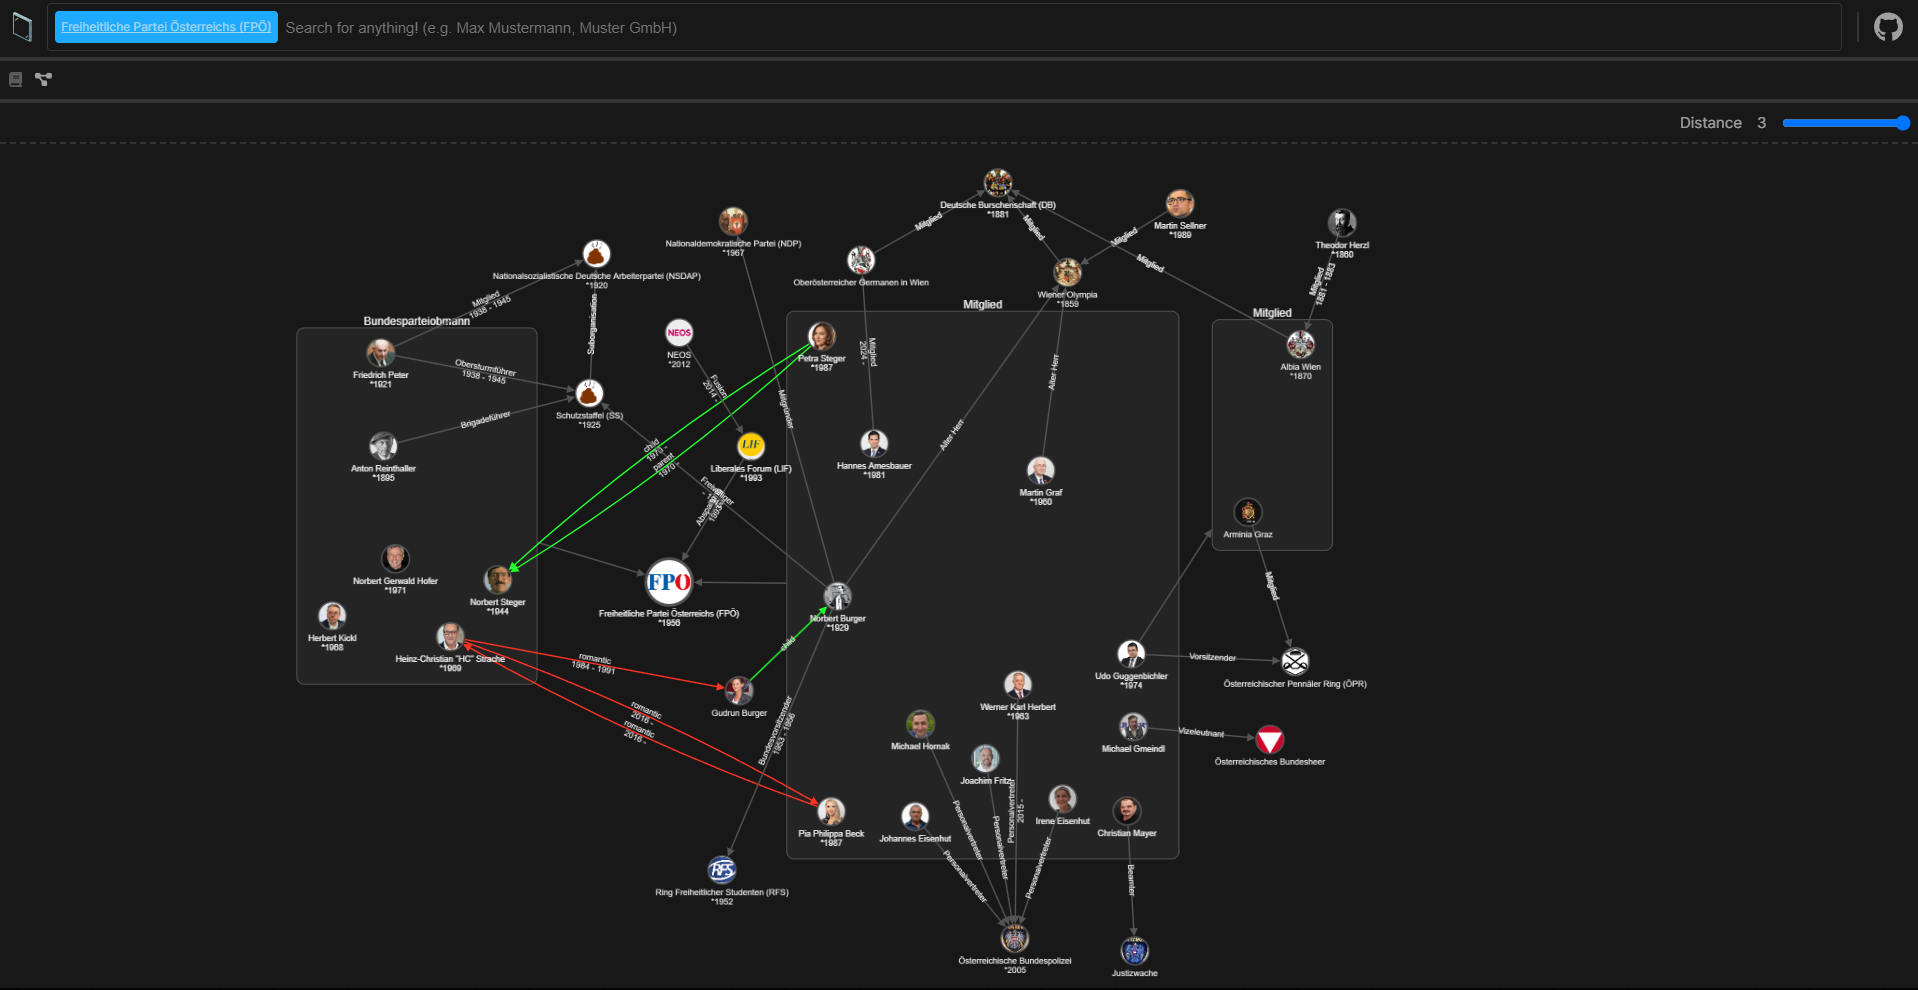 Freiheitliche Partei Österreichs (FPÖ)
Search for anything! (e.g. Max Mustermann, Muster GmbH)
Distance 3
Deutsche Burschenschaft (DB)
*1881
Martin Sellner
*1989
Theodor Herzl
*1860
Nationaldemokratische Partei (NDP)
*1967
Mitglied
Mitglied
Mitglied
Mitglied
Mitglied
1881 - 1883
Nationalsozialistische Deutsche Arbeiterpartei (NSDAP)
*1920
Oberösterreicher Germanen in Wien
Wiener Olympia
*1859
Mitglied
1938 - 1945
Suborganisation
Bundesparteiobmann
Mitglied
Mitglied
NEOS
NEOS
*2012
Petra Steger
*1987
Mitglied
2024 -
Albia Wien
*1870
Friedrich Peter
*1921
Obersturmführer
1938 - 1945
Fusion
2014 -
Mitgründer
Alter Herr
Schutzstaffel (SS)
*1925
Brigadeführer
Alter Herr
LIF
Liberales Forum (LIF)
*1993
child
1970 -
parent
1970 -
Anton Reinthaller
*1895
Hannes Amesbauer
*1981
Martin Graf
*1960
Freiwilliger
1993
Arminia Graz
Norbert Gerwald Hofer
*1971
Norbert Steger
*1944
FPÖ
Freiheitliche Partei Österreichs (FPÖ)
*1956
Mitglied
Norbert Burger
*1929
Herbert Kickl
*1968
Heinz-Christian "HC" Strache
*1969
child
romantic
1984 - 1991
Gudrun Burger
romantic
2016 -
romantic
2016 -
Bundesvorsitzender
1953 - 1956
Udo Guggenbichler
*1974
Vorsitzender
Österreichischer Pennäler Ring (ÖPR)
Werner Karl Herbert
*1963
Michael Hornak
Michael Gmeindl
Vizeleutnant
Österreichisches Bundesheer
Joachim Fritz
Pia Philippa Beck
*1987
Johannes Eisenhut
Irene Eisenhut
Christian Mayer
Personalvertreter
Personalvertreter
Personalvertreter
2015 -
Personalvertreter
Personalvertreter
Beamter
RFS
Ring Freiheitlicher Studenten (RFS)
*1952
Österreichische Bundespolizei
*2005
Justizwache